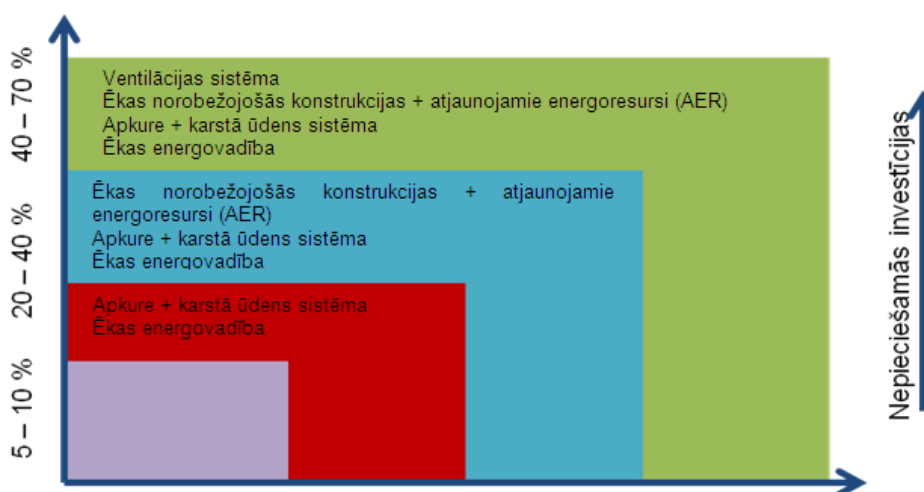 40 – 70 %
20 – 40 %
5 – 10 %
Ventilācijas sistēma
Ēkas norobežojošās konstrukcijas + atjaunojamie energoresursi (AER)
Apkure + karstā ūdens sistēma
Ēkas energovadība
Ēkas norobežojošās konstrukcijas + atjaunojamie
energoresursi (AER)
Apkure + karstā ūdens sistēma
Ēkas energovadība
Apkure + karstā ūdens sistēma
Ēkas energovadība
Nepieciešamās investīcijas